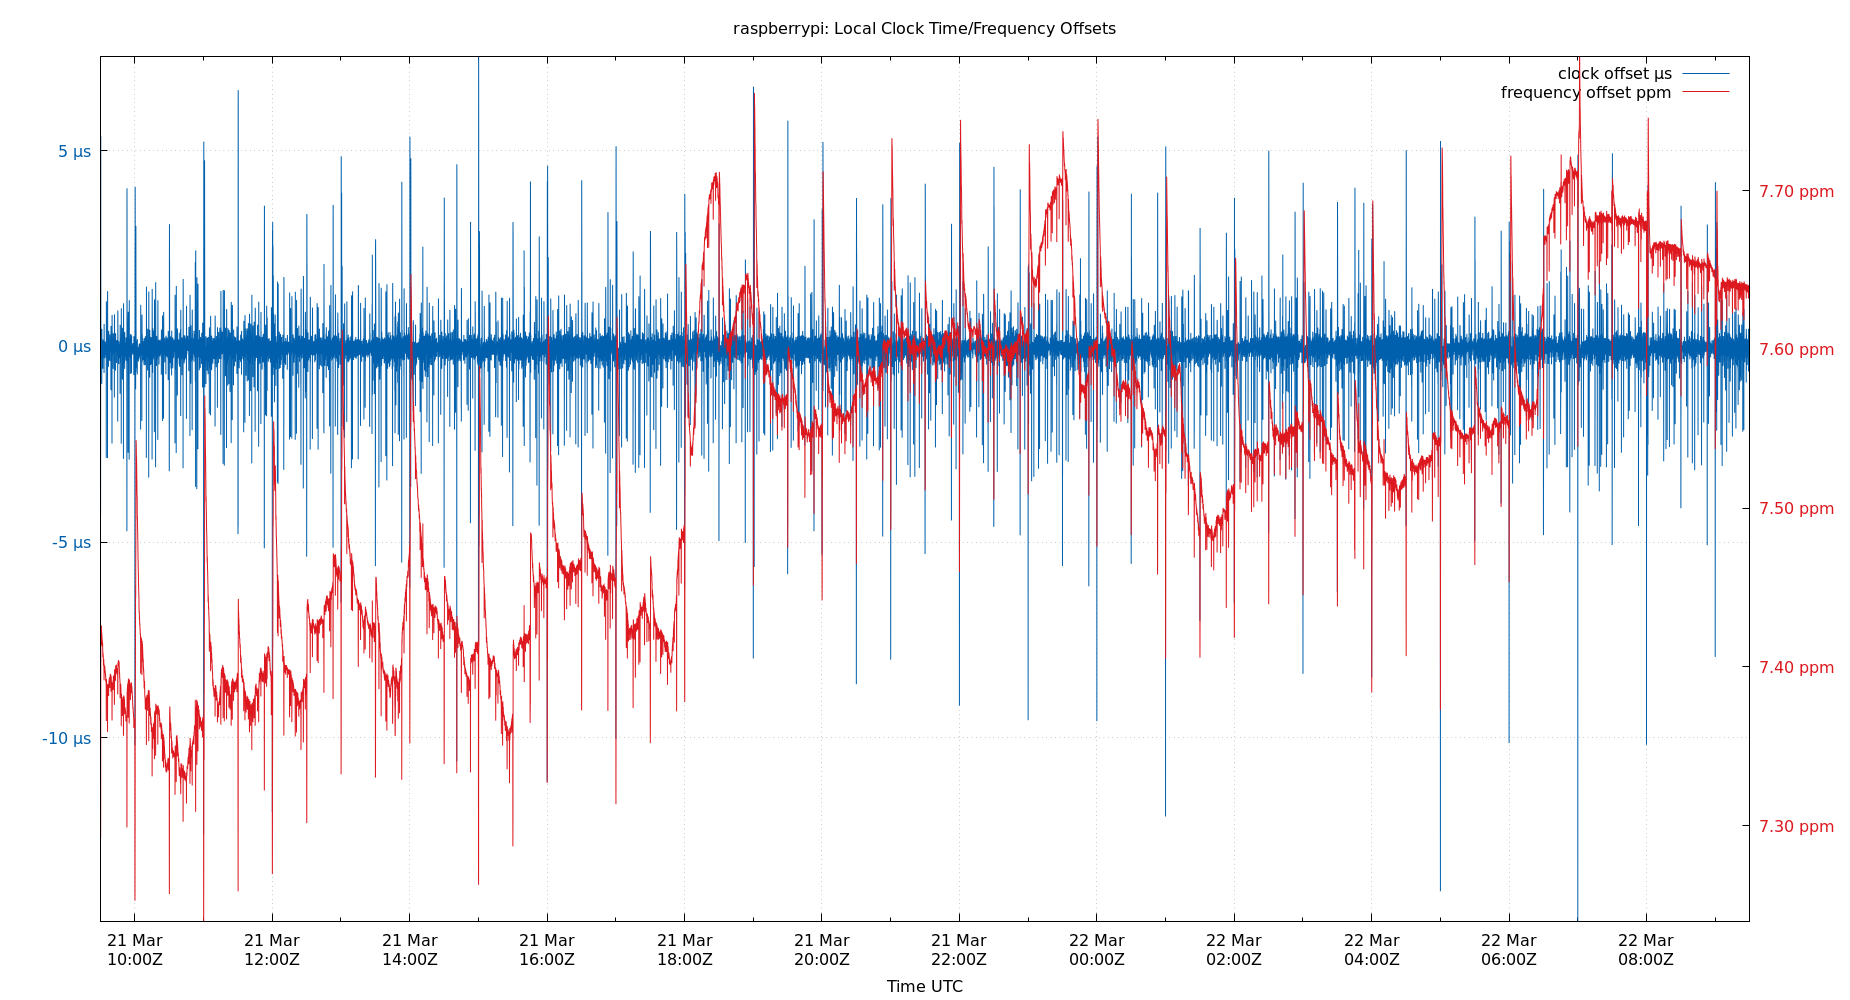 raspberrypi: Local Clock Time/Frequency Offsets
clock offset µs
frequency offset ppm
5 µs
0 µs
-5 µs
-10 µs
7.70 ppm
7.60 ppm
7.50 ppm
7.40 ppm
7.30 ppm
21 Mar 21 Mar 21 Mar 21 Mar 21 Mar 21 Mar 21 Mar 22 Mar 22 Mar 22 Mar 22 Mar 22 Mar
10:00Z 12:00Z 14:00Z 16:00Z 18:00Z 20:00Z 22:00Z 00:00Z 02:00Z 04:00Z 06:00Z 08:00Z
Time UTC